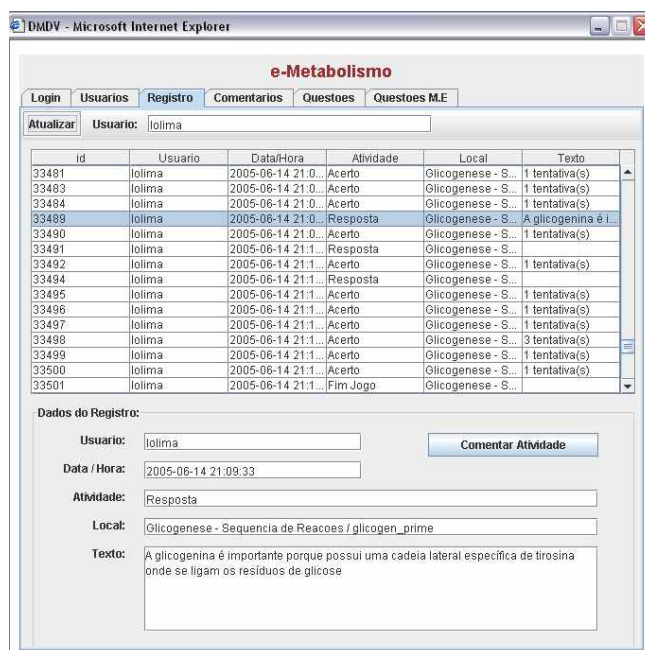 DMDV - Microsoft Internet Explorer
e-Metabolismo
Login Usuarios Registro Comentarios Questoes Questoes M.E
Atualizar Usuario: lolima
id Usuario Data/Hora Atividade Local Texto
33481 lolima 2005-06-14 21:0... Acerto Glicogenese - S... 1 tentativa(s)
33483 lolima 2005-06-14 21:0... Acerto Glicogenese - S... 1 tentativa(s)
33484 lolima 2005-06-14 21:0... Acerto Glicogenese - S... 1 tentativa(s)
33489 lolima 2005-06-14 21:0... Resposta Glicogenese - S... A glicogenina é i...
33490 lolima 2005-06-14 21:0... Acerto Glicogenese - S... 1 tentativa(s)
33491 lolima 2005-06-14 21:1... Resposta Glicogenese - S...
33492 lolima 2005-06-14 21:1... Acerto Glicogenese - S... 1 tentativa(s)
33494 lolima 2005-06-14 21:1... Resposta Glicogenese - S...
33495 lolima 2005-06-14 21:1... Acerto Glicogenese - S... 1 tentativa(s)
33496 lolima 2005-06-14 21:1... Acerto Glicogenese - S... 1 tentativa(s)
33497 lolima 2005-06-14 21:1... Acerto Glicogenese - S... 1 tentativa(s)
33498 lolima 2005-06-14 21:1... Acerto Glicogenese - S... 3 tentativa(s)
33499 lolima 2005-06-14 21:1... Acerto Glicogenese - S... 1 tentativa(s)
33500 lolima 2005-06-14 21:1... Acerto Glicogenese - S... 1 tentativa(s)
33501 lolima 2005-06-14 21:1... Fim Jogo Glicogenese - S...
Dados do Registro:
Usuario: lolima Comentar Atividade
Data / Hora: 2005-06-14 21:09:33
Atividade: Resposta
Local: Glicogenese - Sequencia de Reacoes / glicogen_prime
Texto: A glicogenina é importante porque possui uma cadeia lateral específica de tirosina
onde se ligam os resíduos de glicose